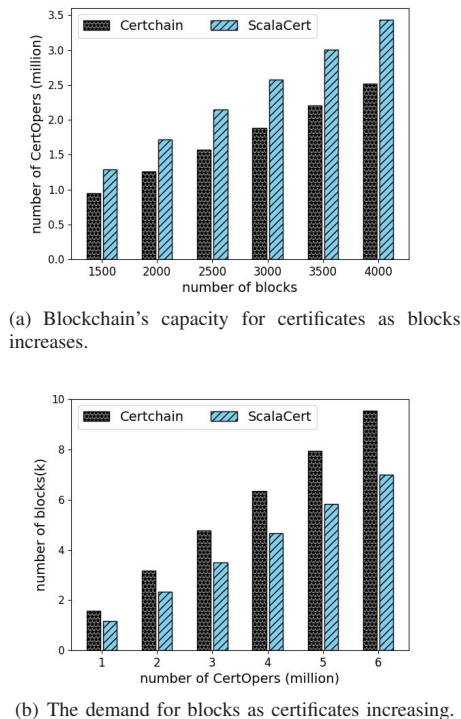 3.5
3.0
2.5
2.0
1.5
1.0
0.5
0.0
number of CertOpers (million)
Certchain ScalaCert
1500 2000 2500 3000 3500 4000
number of blocks
(a) Blockchain's capacity for certificates as blocks
increases.
10
8
6
4
2
0
number of blocks(k)
Certchain ScalaCert
1 2 3 4 5 6
number of CertOpers (million)
(b) The demand for blocks as certificates increasing.